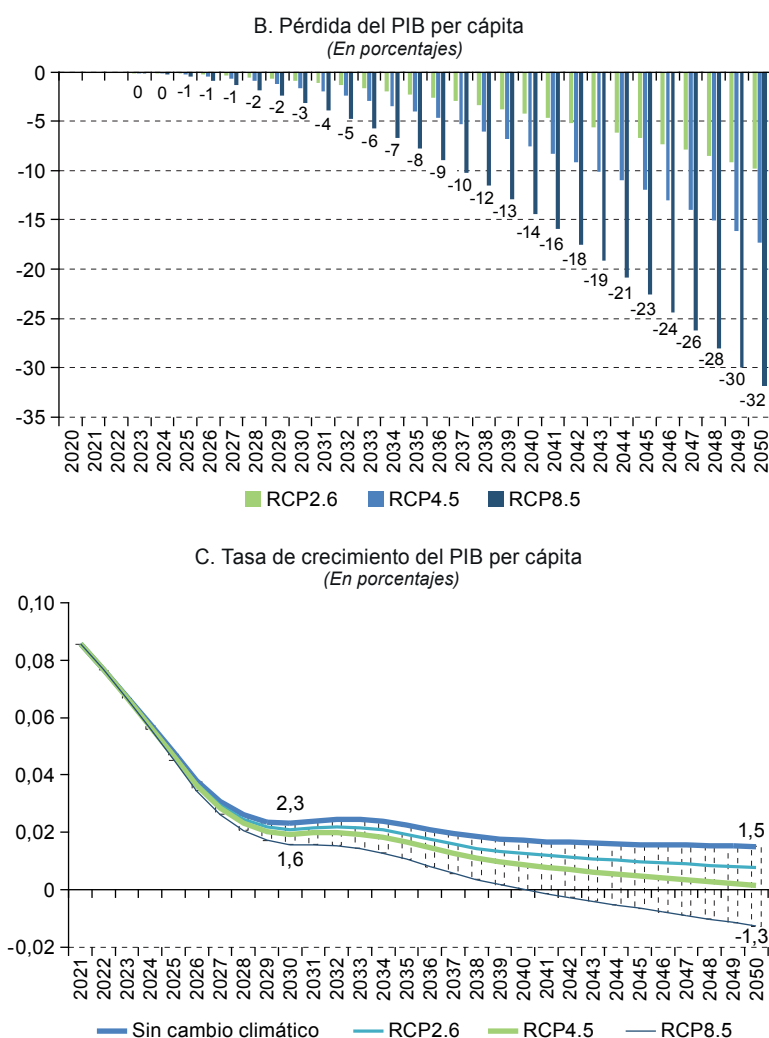 B. Pérdida del PIB per cápita
(En porcentajes)
0
-5
-10
-15
-20
-25
-30
-35
0 0 -1 -1 -1 -2 -2 -3 -4 -5 -6 -7 -8 -9 -10 -12 -13 -14 -16 -18 -19 -21 -23 -24 -26 -28 -30 -32
2020 2021 2022 2023 2024 2025 2026 2027 2028 2029 2030 2031 2032 2033 2034 2035 2036 2037 2038 2039 2040 2041 2042 2043 2044 2045 2046 2047 2048 2049 2050
RCP2.6 RCP4.5 RCP8.5
C. Tasa de crecimiento del PIB per cápita
(En porcentajes)
0,10
0,08
0,06
0,04
0,02
0
-0,02
2,3
1,6
1,5
-1,3
2021 2022 2023 2024 2025 2026 2027 2028 2029 2030 2031 2032 2033 2034 2035 2036 2037 2038 2039 2040 2041 2042 2043 2044 2045 2046 2047 2048 2049 2050
Sin cambio climático RCP2.6 RCP4.5 RCP8.5